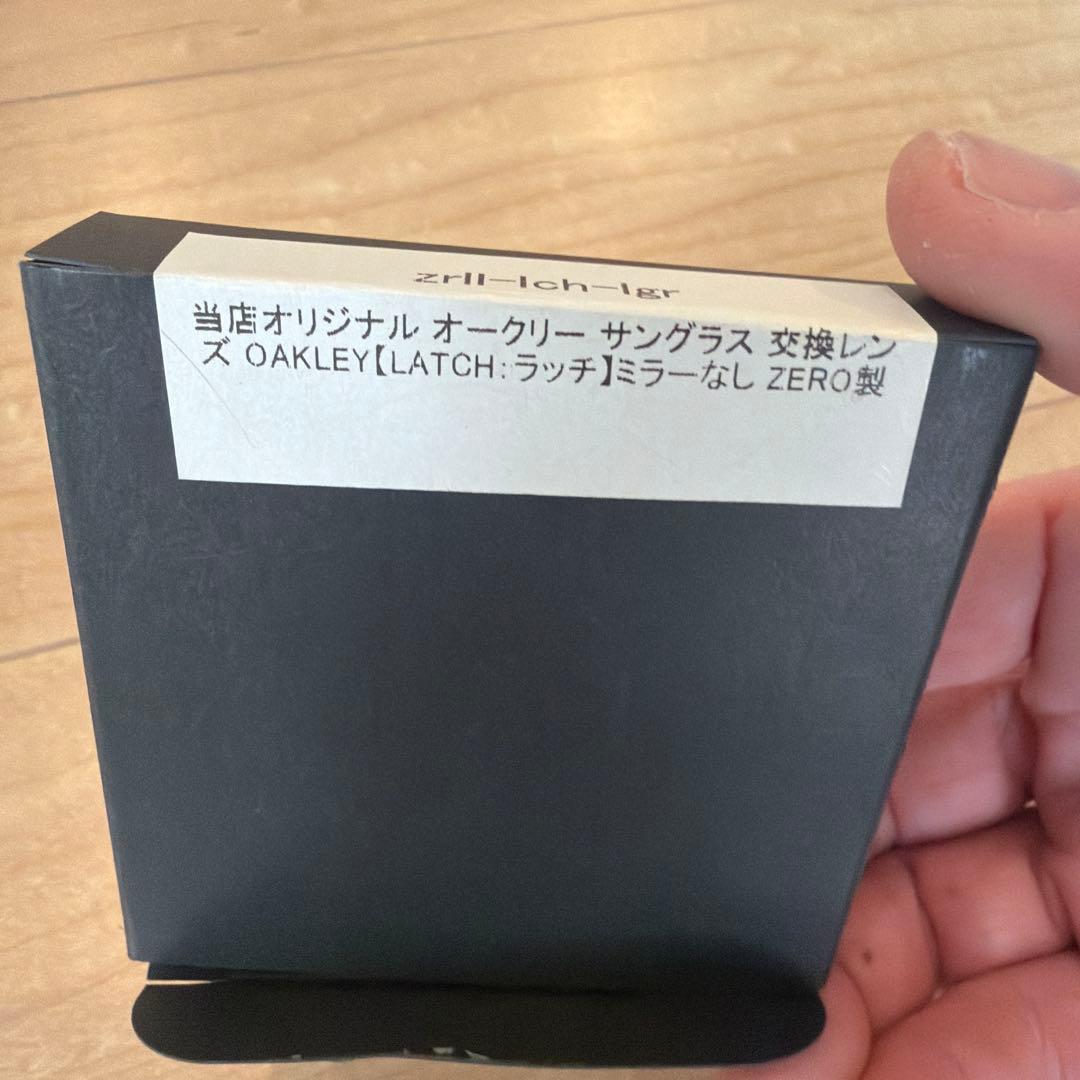 zrll-lch-lgr
当店オリジナル オークリー サングラス 交換レン
ズ OAKLEY【LATCH:ラッチ】ミラーなし ZERO製